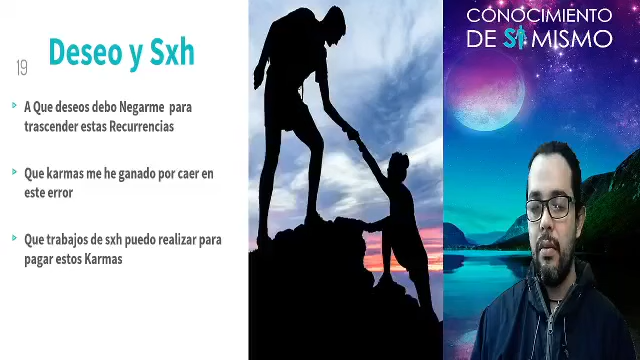 Deseo y Sxh
19
A Que deseos debo Negarme para
trascender estas Recurrencias
Que karmas me he ganado por caer en
este error
Que trabajos de sxh puedo realizar para
pagar estos Karmas
CONOCIMIENTO
DE Sí MISMO